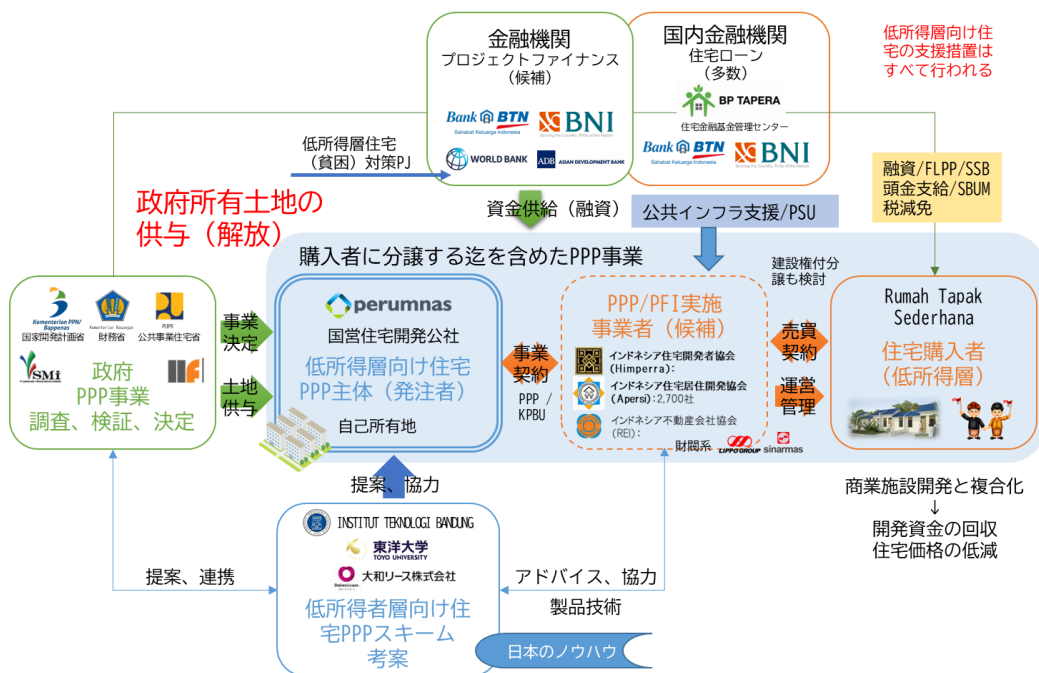 金融機関
プロジェクトファイナンス
（候補）
Bank BTN
Sahabat Keluarga Indonesia
BNI
WORLD BANK
ADB
ASIAN DEVELOPMENT BANK
国内金融機関
住宅ローン
（多数）
BP TAPERA
住宅金融基金管理センター
Bank BTN
Sahabat Keluarga Indonesia
BNI
低所得層向け住
宅の支援措置は
すべて行われる
低所得層住宅
（貧困）対策PJ
融資/FLPP/SSB
頭金支給/SBUM
税減免
政府所有土地の
供与（解放）
資金供給（融資）
公共インフラ支援/PSU
購入者に分譲する迄を含めたPPP事業
建設権付分
譲も検討
Kementerian PPN/
Bappenas
国家開発計画省
Kementerian Keuangan
財務省
PUPR
公共事業住宅省
SMI
iif
政府
PPP事業
調査、検証、決定
事業
決定
土地
供与
perumnas
国営住宅開発公社
低所得層向け住宅
PPP主体（発注者）
自己所有地
事業
契約
PPP /
KPBU
PPP/PFI実施
事業者（候補）
インドネシア住宅開発者協会
(Himperra):
インドネシア住宅居住開発協会
(Apersi):2,700社
インドネシア不動産会社協会
(REI):
財閥系
LIPPO GROUP
sinarmas
売買
契約
運営
管理
Rumah Tapak
Sederhana
住宅購入者
（低所得層）
提案、協力
商業施設開発と複合化
↓
開発資金の回収
住宅価格の低減
INSTITUT TEKNOLOGI BANDUNG
東洋大学
TOYO UNIVERSITY
大和リース株式会社
低所得者層向け住
宅PPPスキーム
考案
提案、連携
アドバイス、協力
製品技術
日本のノウハウ